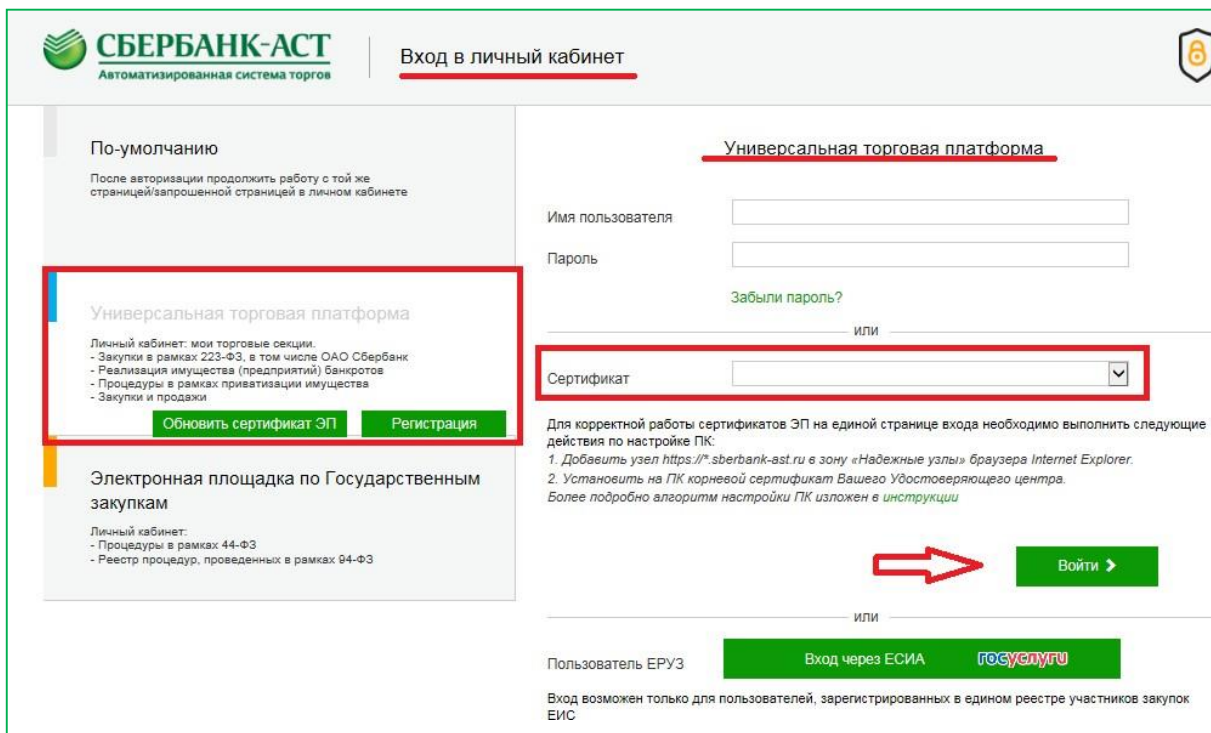 СБЕРБАНК-АСТ
Автоматизированная система торгов
Вход в личный кабинет
По-умолчанию
После авторизации продолжить работу с той же
страницей/запрошенной страницей в личном кабинете
Универсальная торговая платформа
Личный кабинет: мои торговые секции.
- Закупки в рамках 223-ФЗ, в том числе ОАО Сбербанк
- Реализация имущества (предприятий) банкротов
- Процедуры в рамках приватизации имущества
- Закупки и продажи
Обновить сертификат ЭП
Регистрация
Электронная площадка по Государственным
закупкам
Личный кабинет:
- Процедуры в рамках 44-ФЗ
- Реестр процедур, проведенных в рамках 94-ФЗ
Универсальная торговая платформа
Имя пользователя
Пароль
Забыли пароль?
или
Сертификат
Для корректной работы сертификатов ЭП на единой странице входа необходимо выполнить следующие
действия по настройке ПК:
1. Добавить узел https://*.sberbank-ast.ru в зону «Надежные узлы» браузера Internet Explorer.
2. Установить на ПК корневой сертификат Вашего Удостоверяющего центра.
Более подробно алгоритм настройки ПК изложен в инструкции
Войти
или
Пользователь ЕРУЗ
Вход через ЕСИА госуслуги
Вход возможен только для пользователей, зарегистрированных в едином реестре участников закупок
ЕИС